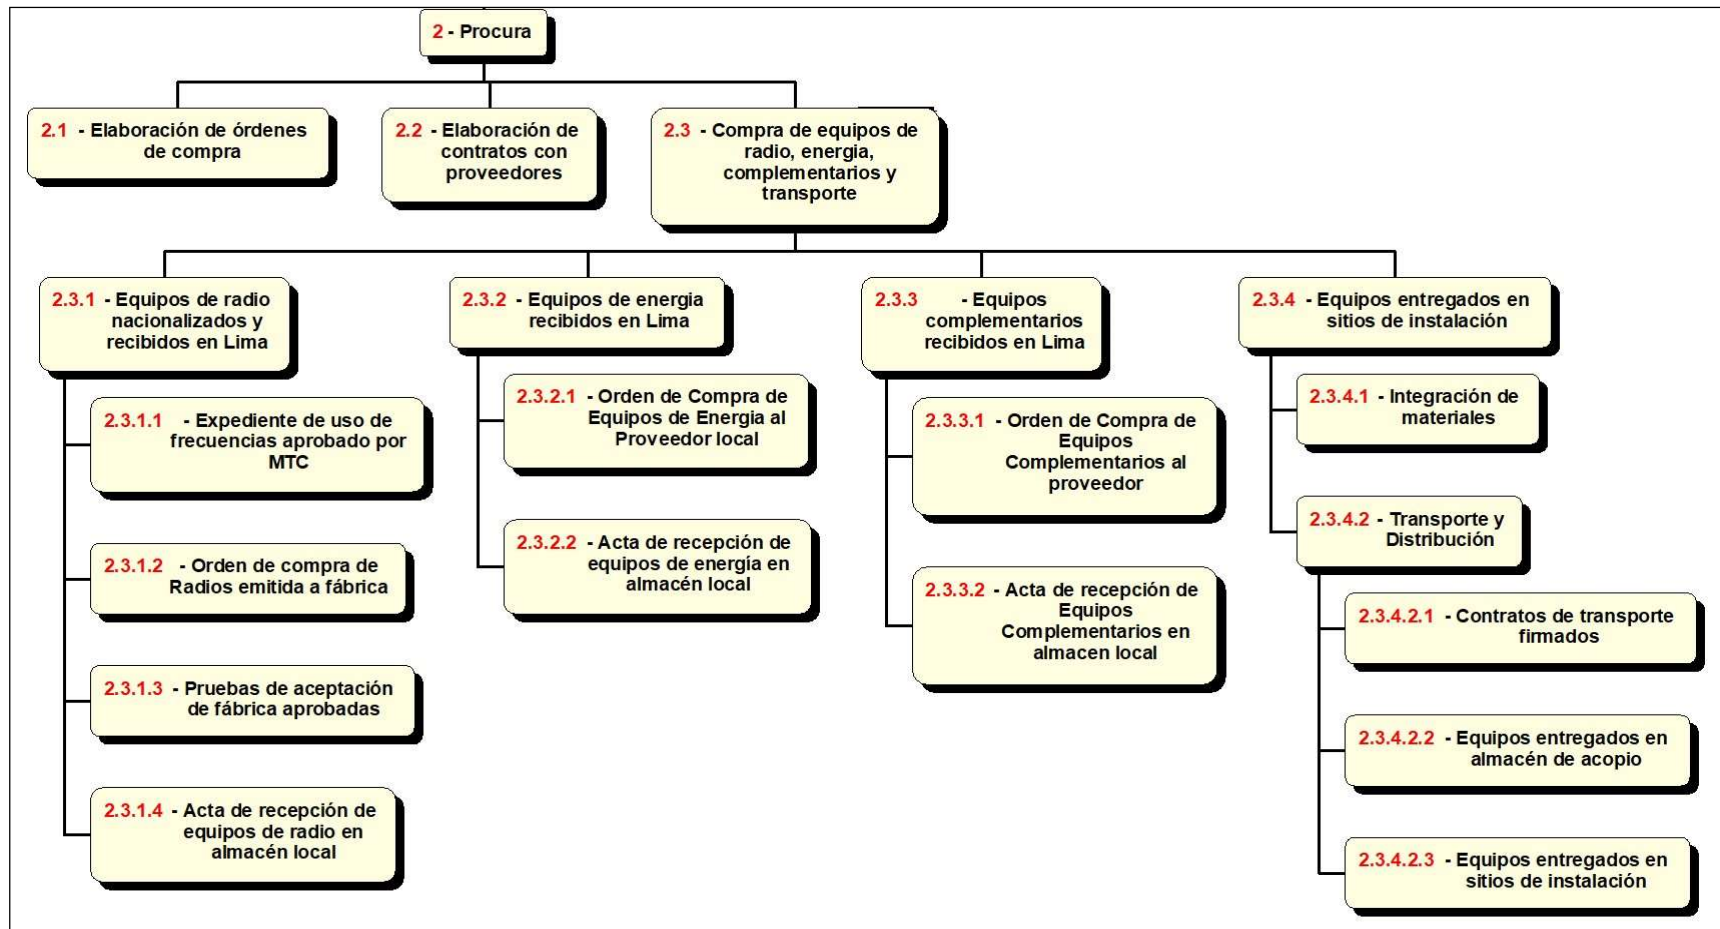 2 - Procura
2.1 - Elaboración de órdenes
de compra
2.2 - Elaboración de
contratos con
proveedores
2.3 - Compra de equipos de
radio, energia,
complementarios y
transporte
2.3.1 - Equipos de radio
nacionalizados y
recibidos en Lima
2.3.2 - Equipos de energia
recibidos en Lima
2.3.3 - Equipos
complementarios
recibidos en Lima
2.3.4 - Equipos entregados en
sitios de instalación
2.3.1.1 - Expediente de uso de
frecuencias aprobado por
MTC
2.3.1.2 - Orden de compra de
Radios emitida a fábrica
2.3.1.3 - Pruebas de aceptación
de fábrica aprobadas
2.3.1.4 - Acta de recepción de
equipos de radio en
almacén local
2.3.2.1 - Orden de Compra de
Equipos de Energia al
Proveedor local
2.3.2.2 - Acta de recepción de
equipos de energía en
almacén local
2.3.3.1 - Orden de Compra de
Equipos
Complementarios al
proveedor
2.3.3.2 - Acta de recepción de
Equipos
Complementarios en
almacen local
2.3.4.1 - Integración de
materiales
2.3.4.2 - Transporte y
Distribución
2.3.4.2.1 - Contratos de transporte
firmados
2.3.4.2.2 - Equipos entregados en
almacén de acopio
2.3.4.2.3 - Equipos entregados en
sitios de instalación